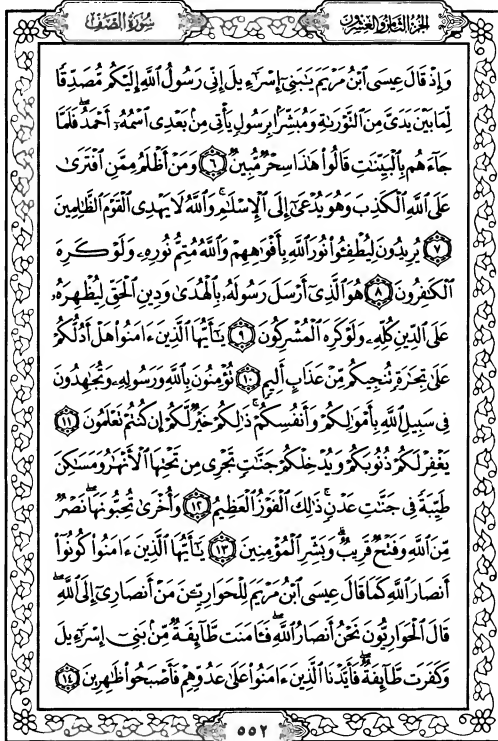 الجزء الثامن والعشرون
سورة الصف
وَإِذْ قَالَ عِيسَى ٱبْنُ مَرْيَمَ يَـٰبَنِىٓ إِسْرَٰٓءِيلَ إِنِّى رَسُولُ ٱللَّهِ إِلَيْكُم مُّصَدِّقًا
لِّمَا بَيْنَ يَدَىَّ مِنَ ٱلتَّوْرَىٰةِ وَمُبَشِّرًۢا بِرَسُولٍ يَأْتِى مِنۢ بَعْدِى ٱسْمُهُۥٓ أَحْمَدُ ۖ فَلَمَّا
جَآءَهُم بِٱلْبَيِّنَـٰتِ قَالُوا۟ هَـٰذَا سِحْرٌ مُّبِينٌ ٦ وَمَنْ أَظْلَمُ مِمَّنِ ٱفْتَرَىٰ
عَلَى ٱللَّهِ ٱلْكَذِبَ وَهُوَ يُدْعَىٰٓ إِلَى ٱلْإِسْلَـٰمِ ۚ وَٱللَّهُ لَا يَهْدِى ٱلْقَوْمَ ٱلظَّـٰلِمِينَ
٧ يُرِيدُونَ لِيُطْفِـُٔوا۟ نُورَ ٱللَّهِ بِأَفْوَٰهِهِمْ وَٱللَّهُ مُتِمُّ نُورِهِۦ وَلَوْ كَرِهَ
ٱلْكَـٰفِرُونَ ٨ هُوَ ٱلَّذِىٓ أَرْسَلَ رَسُولَهُۥ بِٱلْهُدَىٰ وَدِينِ ٱلْحَقِّ لِيُظْهِرَهُۥ
عَلَى ٱلدِّينِ كُلِّهِۦ وَلَوْ كَرِهَ ٱلْمُشْرِكُونَ ٩ يَـٰٓأَيُّهَا ٱلَّذِينَ ءَامَنُوا۟ هَلْ أَدُلُّكُمْ
عَلَىٰ تِجَـٰرَةٍ تُنجِيكُم مِّنْ عَذَابٍ أَلِيمٍ ١٠ تُؤْمِنُونَ بِٱللَّهِ وَرَسُولِهِۦ وَتُجَـٰهِدُونَ
فِى سَبِيلِ ٱللَّهِ بِأَمْوَٰلِكُمْ وَأَنفُسِكُمْ ۚ ذَٰلِكُمْ خَيْرٌ لَّكُمْ إِن كُنتُمْ تَعْلَمُونَ ١١
يَغْفِرْ لَكُمْ ذُنُوبَكُمْ وَيُدْخِلْكُمْ جَنَّـٰتٍ تَجْرِى مِن تَحْتِهَا ٱلْأَنْهَـٰرُ وَمَسَـٰكِنَ
طَيِّبَةً فِى جَنَّـٰتِ عَدْنٍ ۚ ذَٰلِكَ ٱلْفَوْزُ ٱلْعَظِيمُ ١٢ وَأُخْرَىٰ تُحِبُّونَهَا ۖ نَصْرٌ
مِّنَ ٱللَّهِ وَفَتْحٌ قَرِيبٌ ۗ وَبَشِّرِ ٱلْمُؤْمِنِينَ ١٣ يَـٰٓأَيُّهَا ٱلَّذِينَ ءَامَنُوا۟ كُونُوٓا۟
أَنصَارَ ٱللَّهِ كَمَا قَالَ عِيسَى ٱبْنُ مَرْيَمَ لِلْحَوَارِيِّـۧنَ مَنْ أَنصَارِىٓ إِلَى ٱللَّهِ ۖ
قَالَ ٱلْحَوَارِيُّونَ نَحْنُ أَنصَارُ ٱللَّهِ ۖ فَـَٔامَنَت طَّآئِفَةٌ مِّنۢ بَنِىٓ إِسْرَٰٓءِيلَ
وَكَفَرَت طَّآئِفَةٌ ۖ فَأَيَّدْنَا ٱلَّذِينَ ءَامَنُوا۟ عَلَىٰ عَدُوِّهِمْ فَأَصْبَحُوا۟ ظَـٰهِرِينَ ١٤
٥٥٢